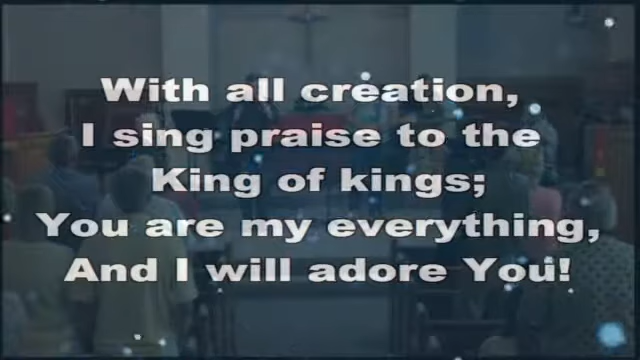 With all creation,
I sing praise to the
King of kings;
You are my everything,
And I will adore You!